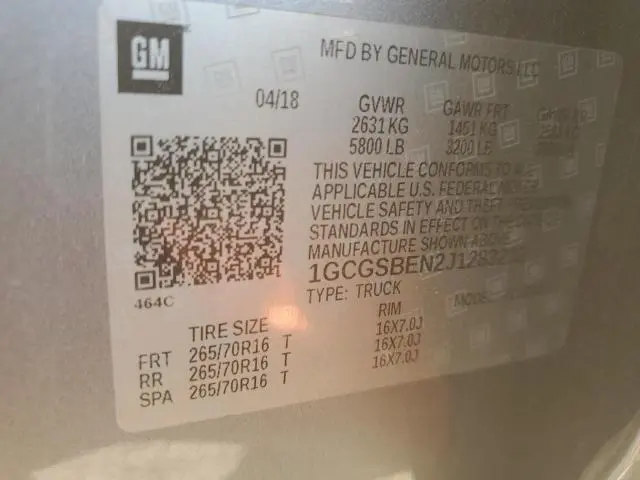 GM
MFD BY GENERAL MOTORS LLC
04/18 GVWR GAWR FRT
2631 KG 1451 KG
5800 LB 3200 LB
THIS VEHICLE CONFORMS TO
APPLICABLE U.S. FEDERAL
VEHICLE SAFETY AND THEFT
STANDARDS IN EFFECT ON THE
MANUFACTURE SHOWN ABOVE.
464C
TYPE: TRUCK
TIRE SIZE RIM
FRT 265/70R16 T 16X7.0J
RR 265/70R16 T 16X7.0J
SPA 265/70R16 T 16X7.0J